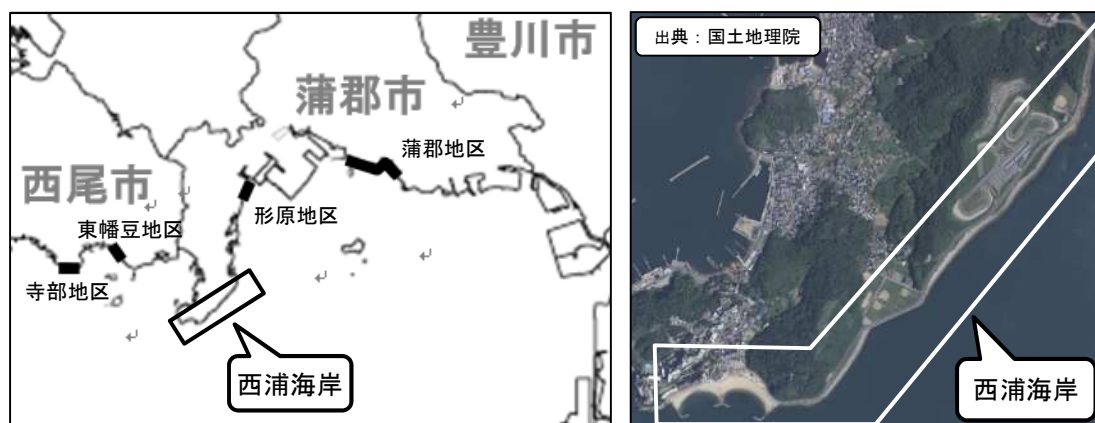 豊川市
蒲郡市
蒲郡地区
西尾市
形原地区
東幡豆地区
寺部地区
西浦海岸
出典：国土地理院
西浦海岸